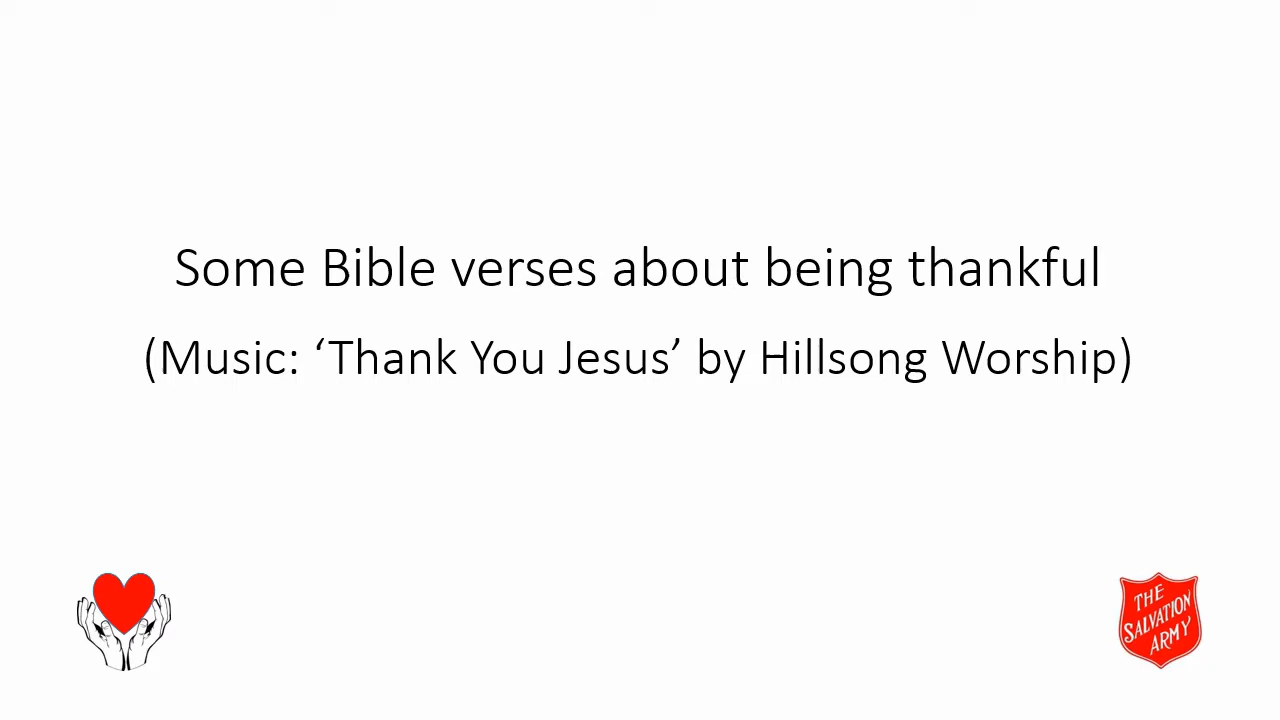 Some Bible verses about being thankful
(Music: ‘Thank You Jesus’ by Hillsong Worship)
THE
SALVATION
ARMY